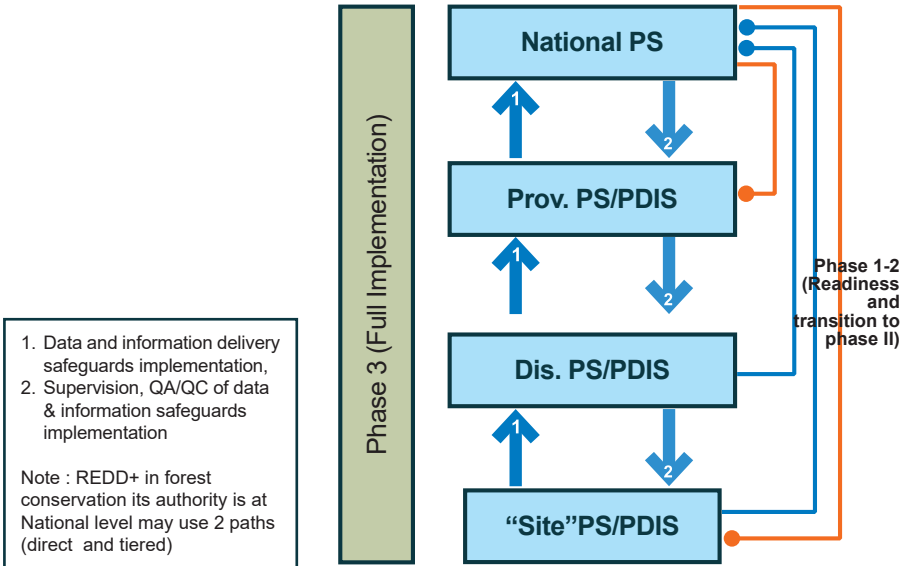 National PS
1
2
Prov. PS/PDIS
1
2
Phase 1-2
(Readiness
and
transition to
phase II)
Dis. PS/PDIS
1
2
“Site”PS/PDIS
Phase 3 (Full Implementation)
1. Data and information delivery
safeguards implementation,
2. Supervision, QA/QC of data
& information safeguards
implementation
Note : REDD+ in forest
conservation its authority is at
National level may use 2 paths
(direct and tiered)